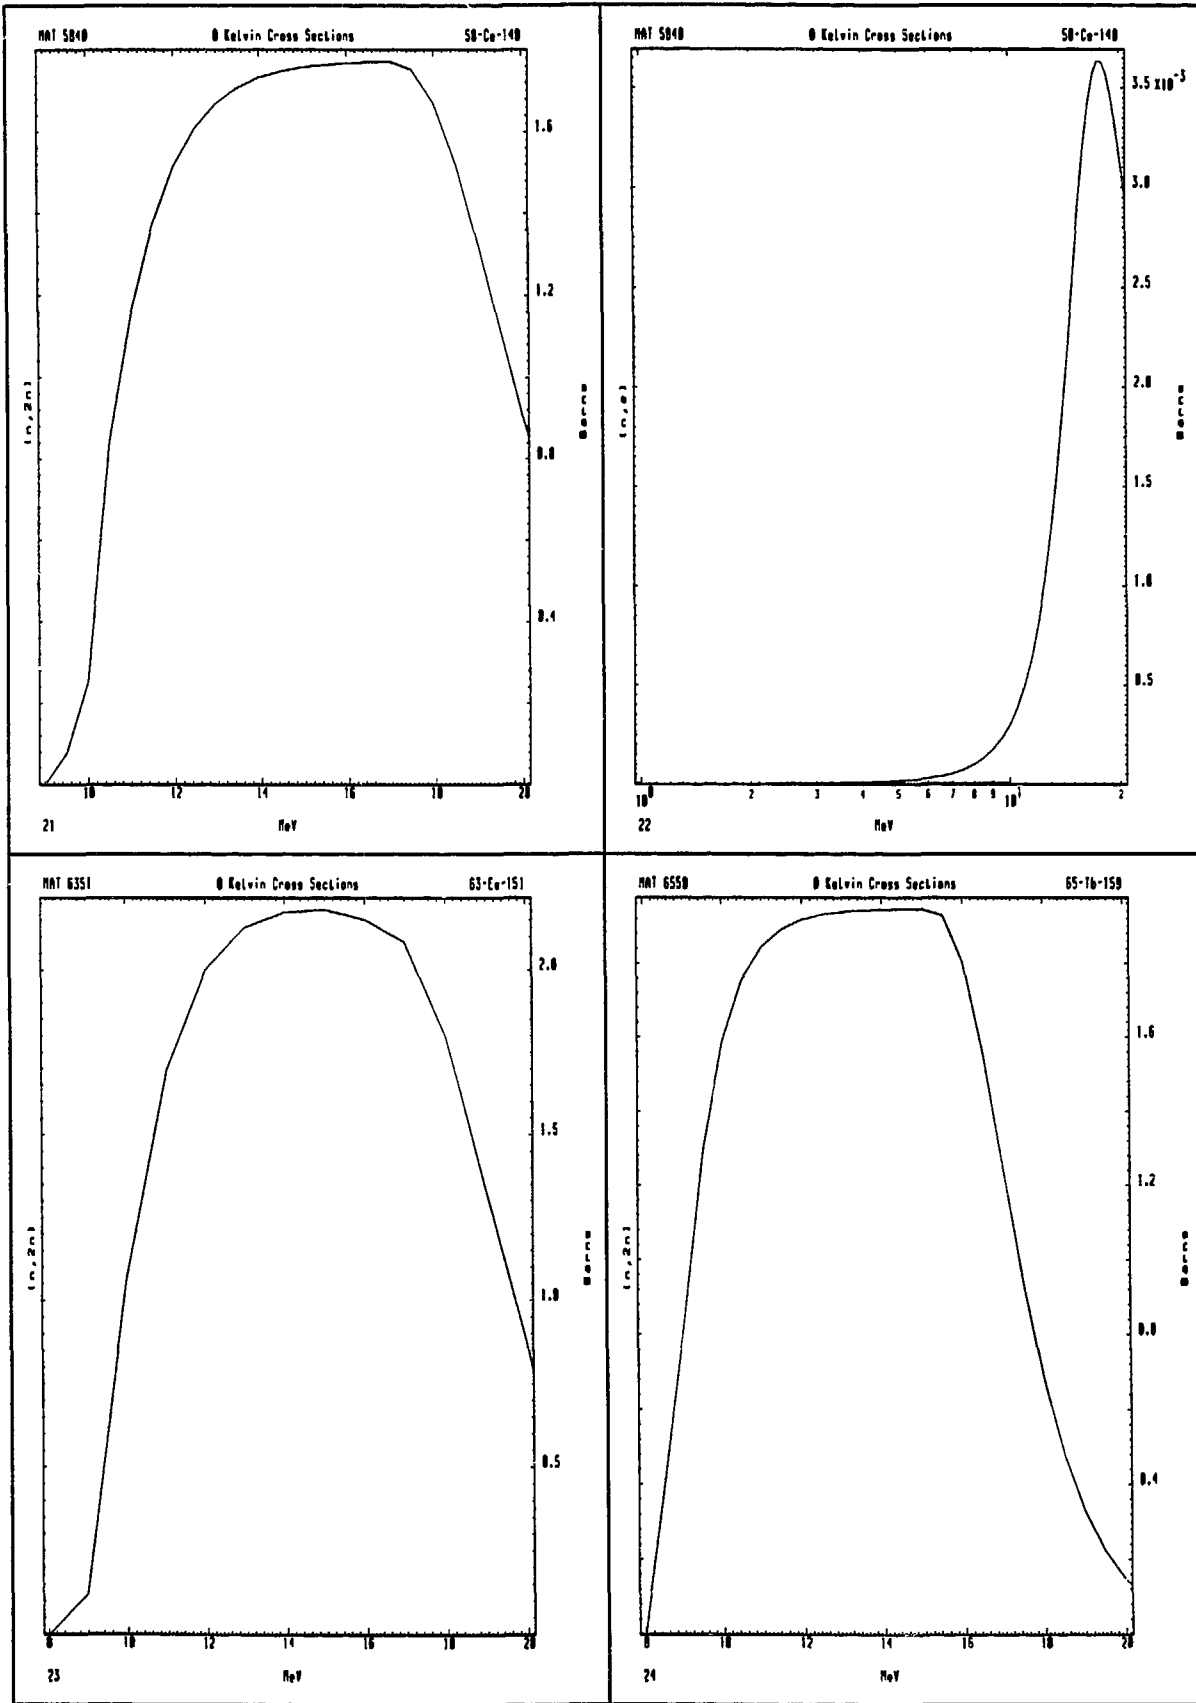 MAT 5840 0 Kelvin Cross Sections 58-Ce-140
(n,2n)
Barns
1.6
1.2
0.8
0.4
10 12 14 16 18 20
21 MeV
MAT 5840 0 Kelvin Cross Sections 58-Ce-140
(n,a)
Barns
3.5 x10⁻³
3.0
2.5
2.0
1.5
1.0
0.5
10⁰ 2 3 4 5 6 7 8 9 10¹ 2
22 MeV
MAT 6351 0 Kelvin Cross Sections 63-Eu-151
(n,2n)
Barns
2.0
1.5
1.0
0.5
8 10 12 14 16 18 20
23 MeV
MAT 6550 0 Kelvin Cross Sections 65-Tb-159
(n,2n)
Barns
1.6
1.2
0.8
0.4
8 10 12 14 16 18 20
24 MeV